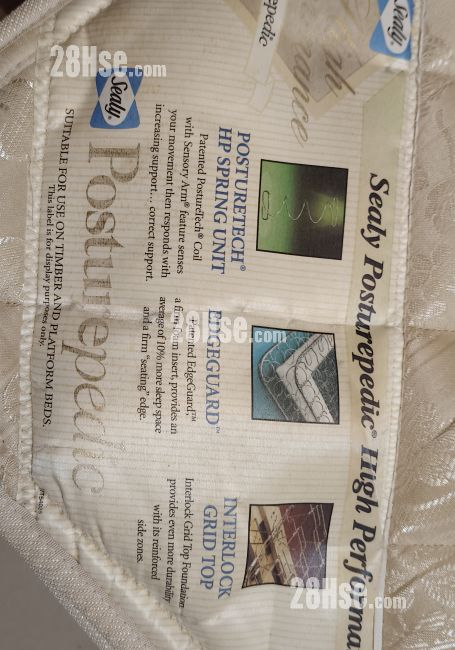 Sealy
epedic
Sealy Posturepedic® High Performa
POSTURETECH®
HP SPRING UNIT
Patented PostureTech® Coil
with Sensory Arm® feature senses
your movement then responds with
increasing support... correct support.
EDGEGUARD™
Patented EdgeGuard,™
a firm foam insert, provides an
average of 10% more sleep space
and a firm "seating" edge.
INTERLOCK
GRID TOP
Interlock Grid Top Foundation
provides even more durability
with its reinforced
side zones.
Sealy
Posturepedic
SUITABLE FOR USE ON TIMBER AND PLATFORM BEDS.
This label is for display purposes only.
28Hse.com
28Hse.com
28Hse.com